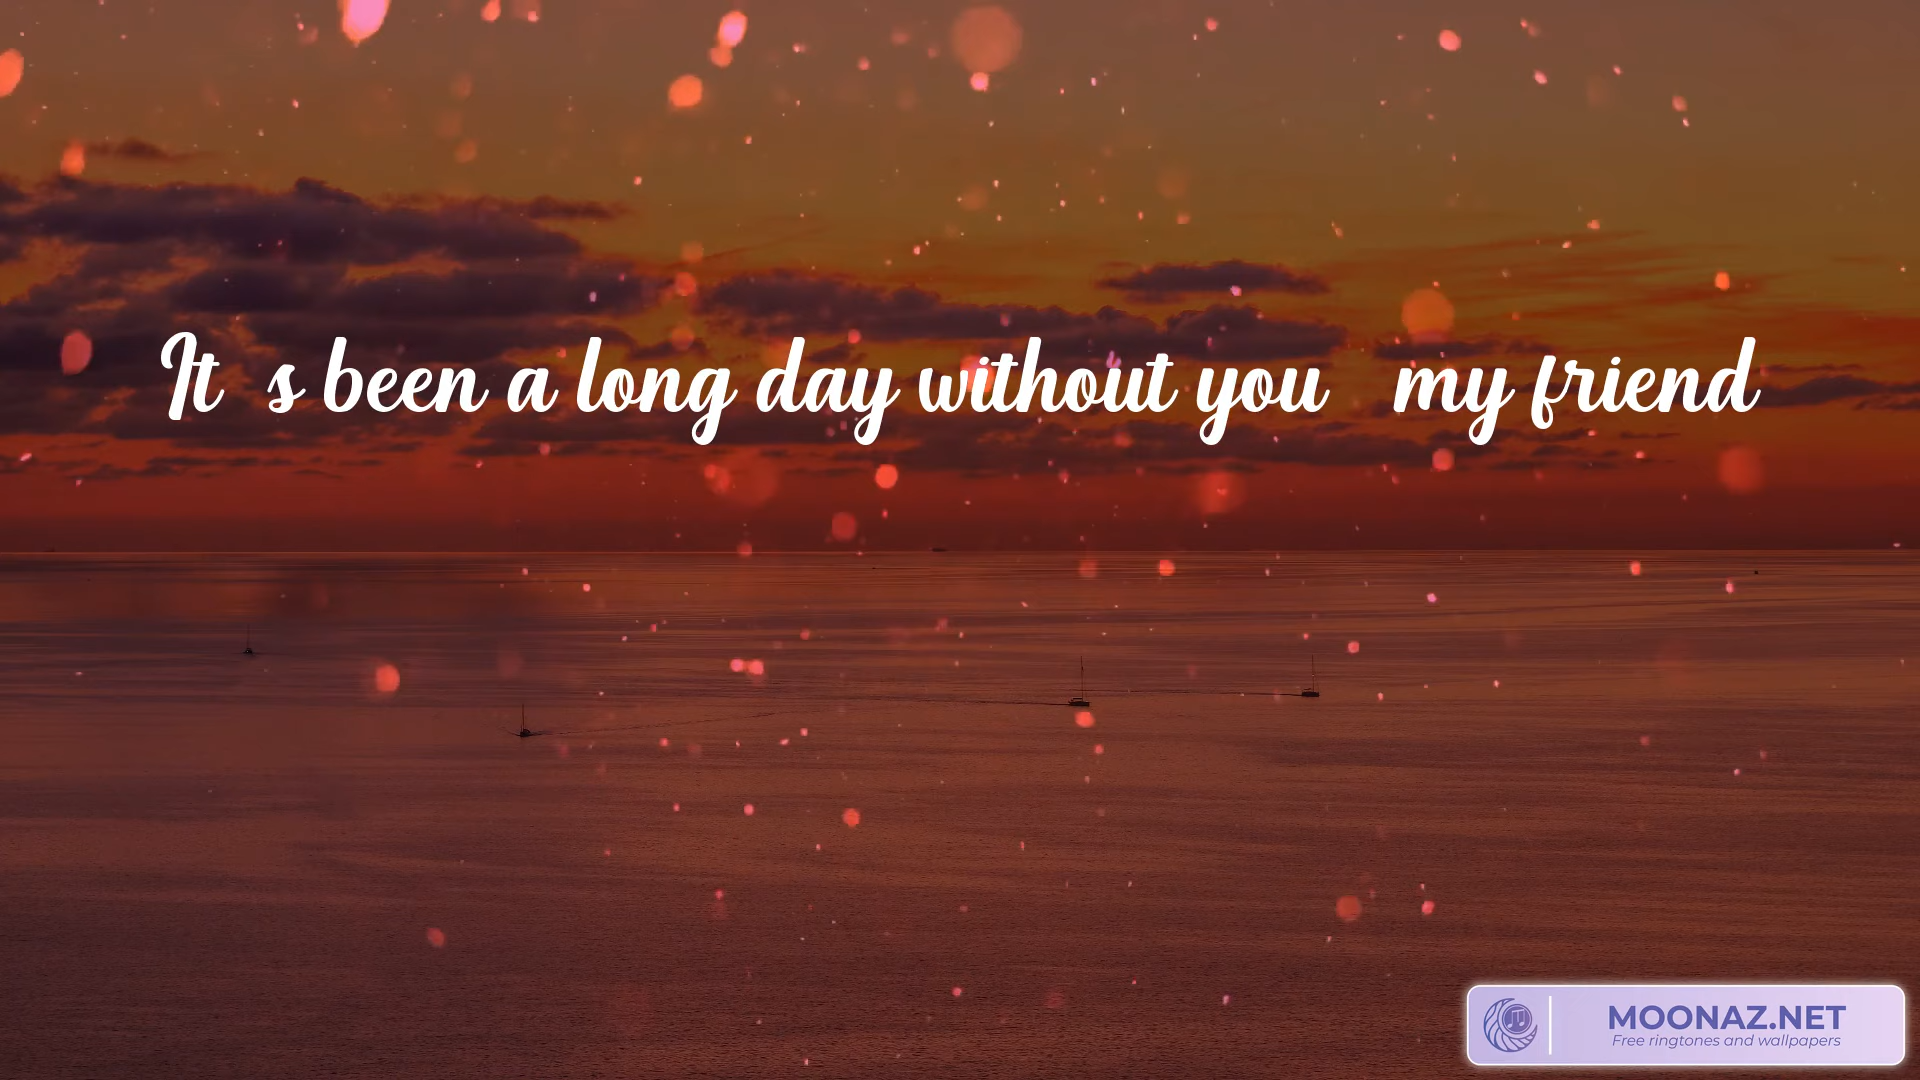 It s been a long day without you my friend
MOONAZ.NET
Free ringtones and wallpapers